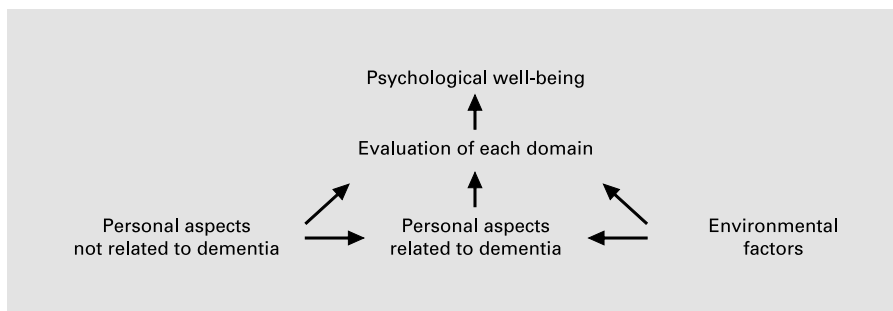 Psychological well-being
Evaluation of each domain
Personal aspects
not related to dementia
Personal aspects
related to dementia
Environmental
factors